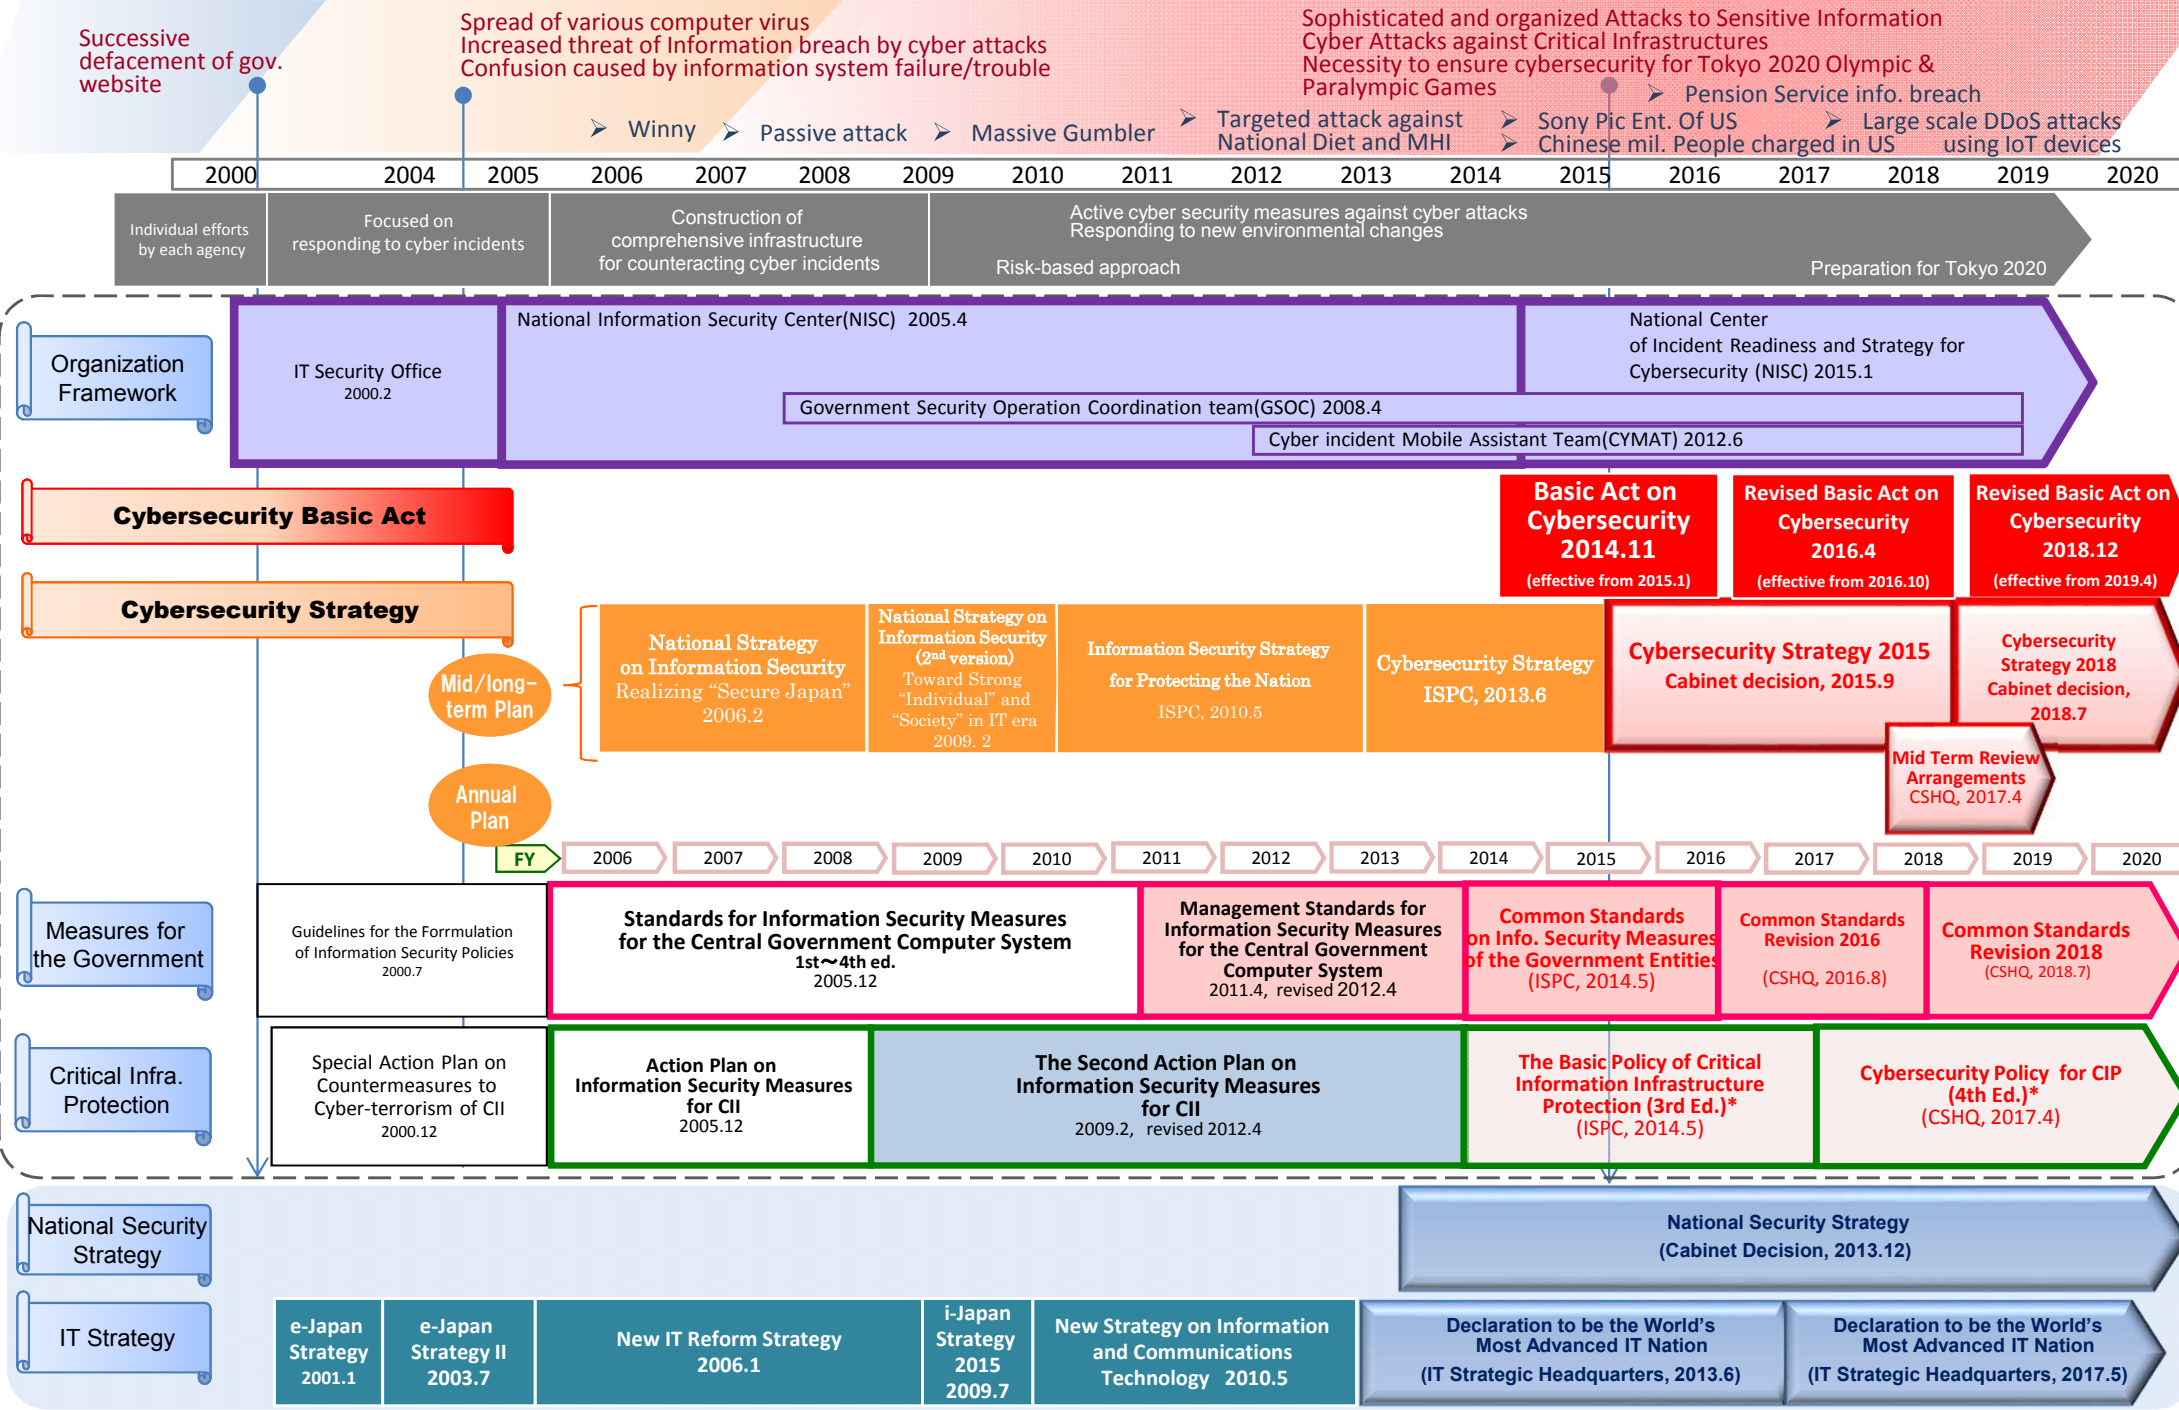 Successive
defacement of gov.
website
Spread of various computer virus
Increased threat of Information breach by cyber attacks
Confusion caused by information system failure/trouble
Sophisticated and organized Attacks to Sensitive Information
Cyber Attacks against Critical Infrastructures
Necessity to ensure cybersecurity for Tokyo 2020 Olympic &
Paralympic Games
➢ Winny
➢ Passive attack
➢ Massive Gumbler
➢ Targeted attack against
National Diet and MHI
➢ Pension Service info. breach
➢ Sony Pic Ent. Of US
➢ Chinese mil. People charged in US
➢ Large scale DDoS attacks
using IoT devices
2000 2004 2005 2006 2007 2008 2009 2010 2011 2012 2013 2014 2015 2016 2017 2018 2019 2020
Individual efforts
by each agency
Focused on
responding to cyber incidents
Construction of
comprehensive infrastructure
for counteracting cyber incidents
Active cyber security measures against cyber attacks
Responding to new environmental changes
Risk-based approach
Preparation for Tokyo 2020
Organization
Framework
IT Security Office
2000.2
National Information Security Center(NISC) 2005.4
National Center
of Incident Readiness and Strategy for
Cybersecurity (NISC) 2015.1
Government Security Operation Coordination team(GSOC) 2008.4
Cyber incident Mobile Assistant Team(CYMAT) 2012.6
Cybersecurity Basic Act
Basic Act on
Cybersecurity
2014.11
(effective from 2015.1)
Revised Basic Act on
Cybersecurity
2016.4
(effective from 2016.10)
Revised Basic Act on
Cybersecurity
2018.12
(effective from 2019.4)
Cybersecurity Strategy
Mid/long-
term Plan
National Strategy
on Information Security
Realizing “Secure Japan”
2006.2
National Strategy on
Information Security
(2nd version)
Toward Strong
“Individual” and
“Society” in IT era
2009. 2
Information Security Strategy
for Protecting the Nation
ISPC, 2010.5
Cybersecurity Strategy
ISPC, 2013.6
Cybersecurity Strategy 2015
Cabinet decision, 2015.9
Cybersecurity
Strategy 2018
Cabinet decision,
2018.7
Mid Term Review
Arrangements
CSHQ, 2017.4
Annual
Plan
FY 2006 2007 2008 2009 2010 2011 2012 2013 2014 2015 2016 2017 2018 2019 2020
Measures for
the Government
Guidelines for the Forrmulation
of Information Security Policies
2000.7
Standards for Information Security Measures
for the Central Government Computer System
1st～4th ed.
2005.12
Management Standards for
Information Security Measures
for the Central Government
Computer System
2011.4, revised 2012.4
Common Standards
on Info. Security Measures
of the Government Entities
(ISPC, 2014.5)
Common Standards
Revision 2016
(CSHQ, 2016.8)
Common Standards
Revision 2018
(CSHQ, 2018.7)
Critical Infra.
Protection
Special Action Plan on
Countermeasures to
Cyber-terrorism of CII
2000.12
Action Plan on
Information Security Measures
for CII
2005.12
The Second Action Plan on
Information Security Measures
for CII
2009.2, revised 2012.4
The Basic Policy of Critical
Information Infrastructure
Protection (3rd Ed.)*
(ISPC, 2014.5)
Cybersecurity Policy for CIP
(4th Ed.)*
(CSHQ, 2017.4)
National Security
Strategy
National Security Strategy
(Cabinet Decision, 2013.12)
IT Strategy
e-Japan
Strategy
2001.1
e-Japan
Strategy II
2003.7
New IT Reform Strategy
2006.1
i-Japan
Strategy
2015
2009.7
New Strategy on Information
and Communications
Technology 2010.5
Declaration to be the World’s
Most Advanced IT Nation
(IT Strategic Headquarters, 2013.6)
Declaration to be the World’s
Most Advanced IT Nation
(IT Strategic Headquarters, 2017.5)